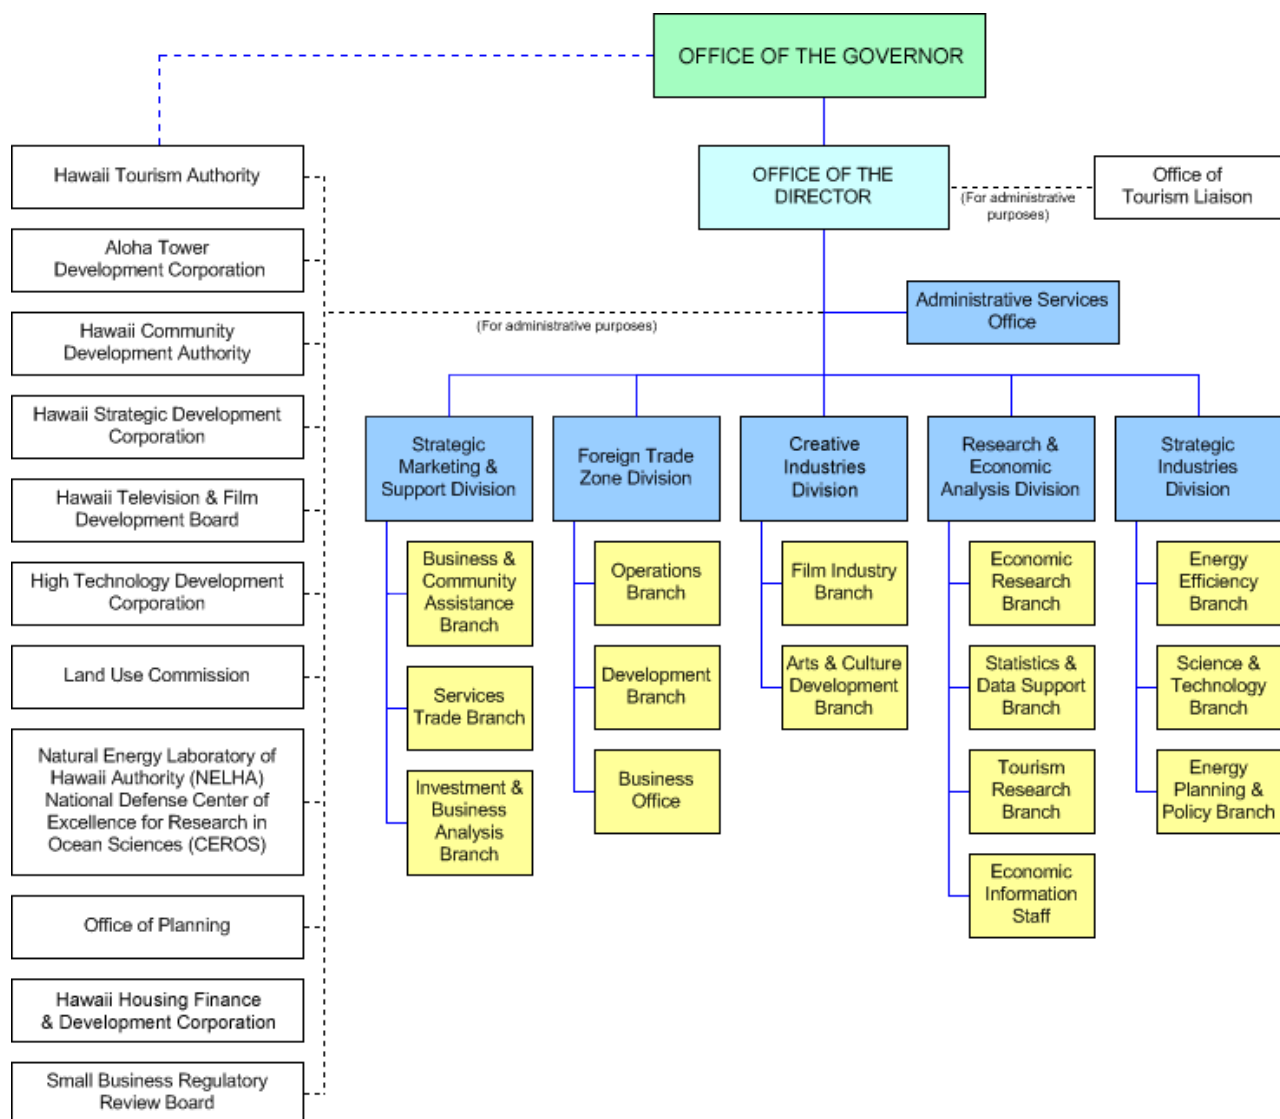 OFFICE OF THE GOVERNOR
Hawaii Tourism Authority
OFFICE OF THE
DIRECTOR
(For administrative
purposes)
Office of
Tourism Liaison
Aloha Tower
Development Corporation
Administrative Services
Office
(For administrative purposes)
Hawaii Community
Development Authority
Hawaii Strategic Development
Corporation
Hawaii Television & Film
Development Board
High Technology Development
Corporation
Land Use Commission
Natural Energy Laboratory of
Hawaii Authority (NELHA)
National Defense Center of
Excellence for Research in
Ocean Sciences (CEROS)
Office of Planning
Hawaii Housing Finance
& Development Corporation
Small Business Regulatory
Review Board
Strategic
Marketing &
Support Division
Business &
Community
Assistance
Branch
Services
Trade Branch
Investment &
Business
Analysis
Branch
Foreign Trade
Zone Division
Operations
Branch
Development
Branch
Business
Office
Creative
Industries
Division
Film Industry
Branch
Arts & Culture
Development
Branch
Research &
Economic
Analysis Division
Economic
Research
Branch
Statistics &
Data Support
Branch
Tourism
Research
Branch
Economic
Information
Staff
Strategic
Industries
Division
Energy
Efficiency
Branch
Science &
Technology
Branch
Energy
Planning &
Policy Branch